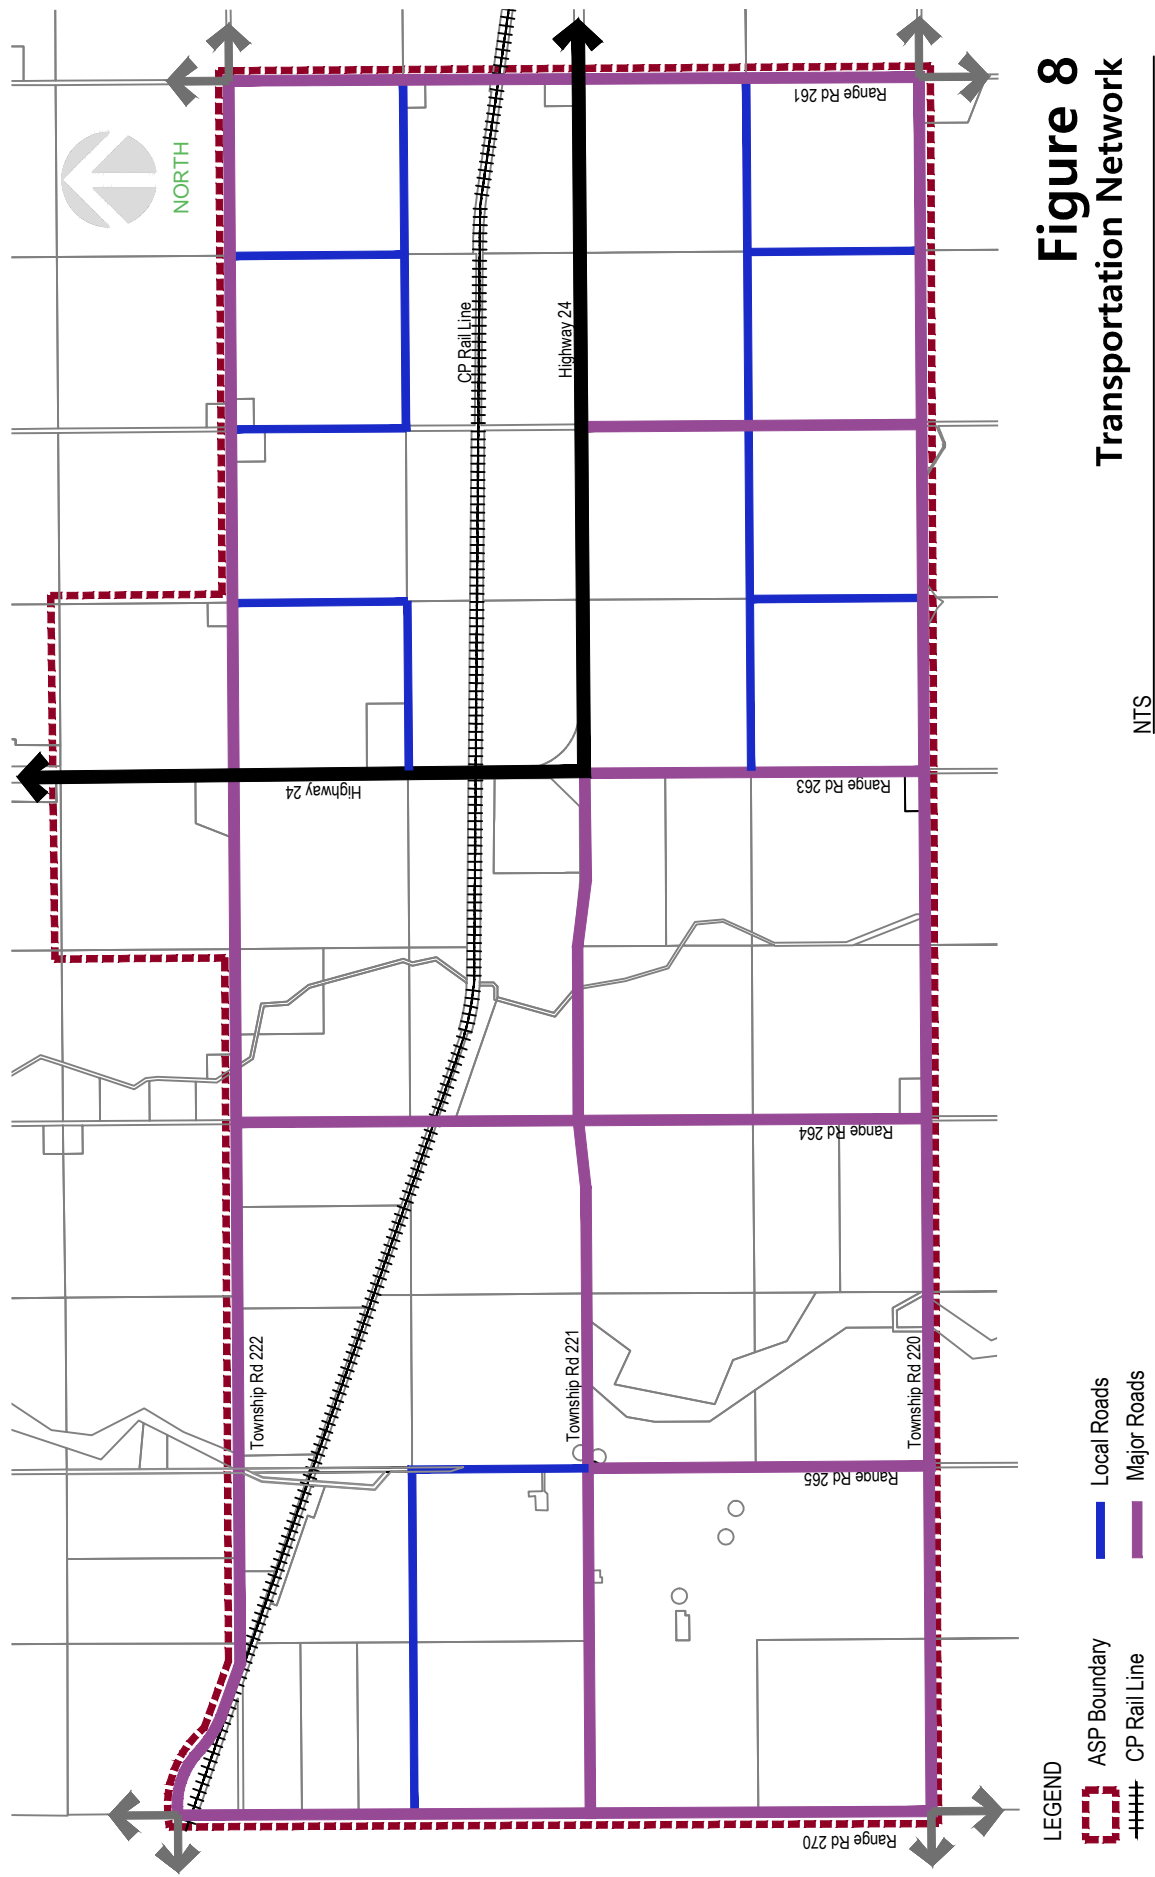 NORTH
Range Rd 261
CP Rail Line
Highway 24
Highway 24
Range Rd 263
Range Rd 264
Township Rd 222
Township Rd 221
Township Rd 220
Range Rd 265
Range Rd 270
Figure 8
Transportation Network
NTS
LEGEND
ASP Boundary
Local Roads
CP Rail Line
Major Roads